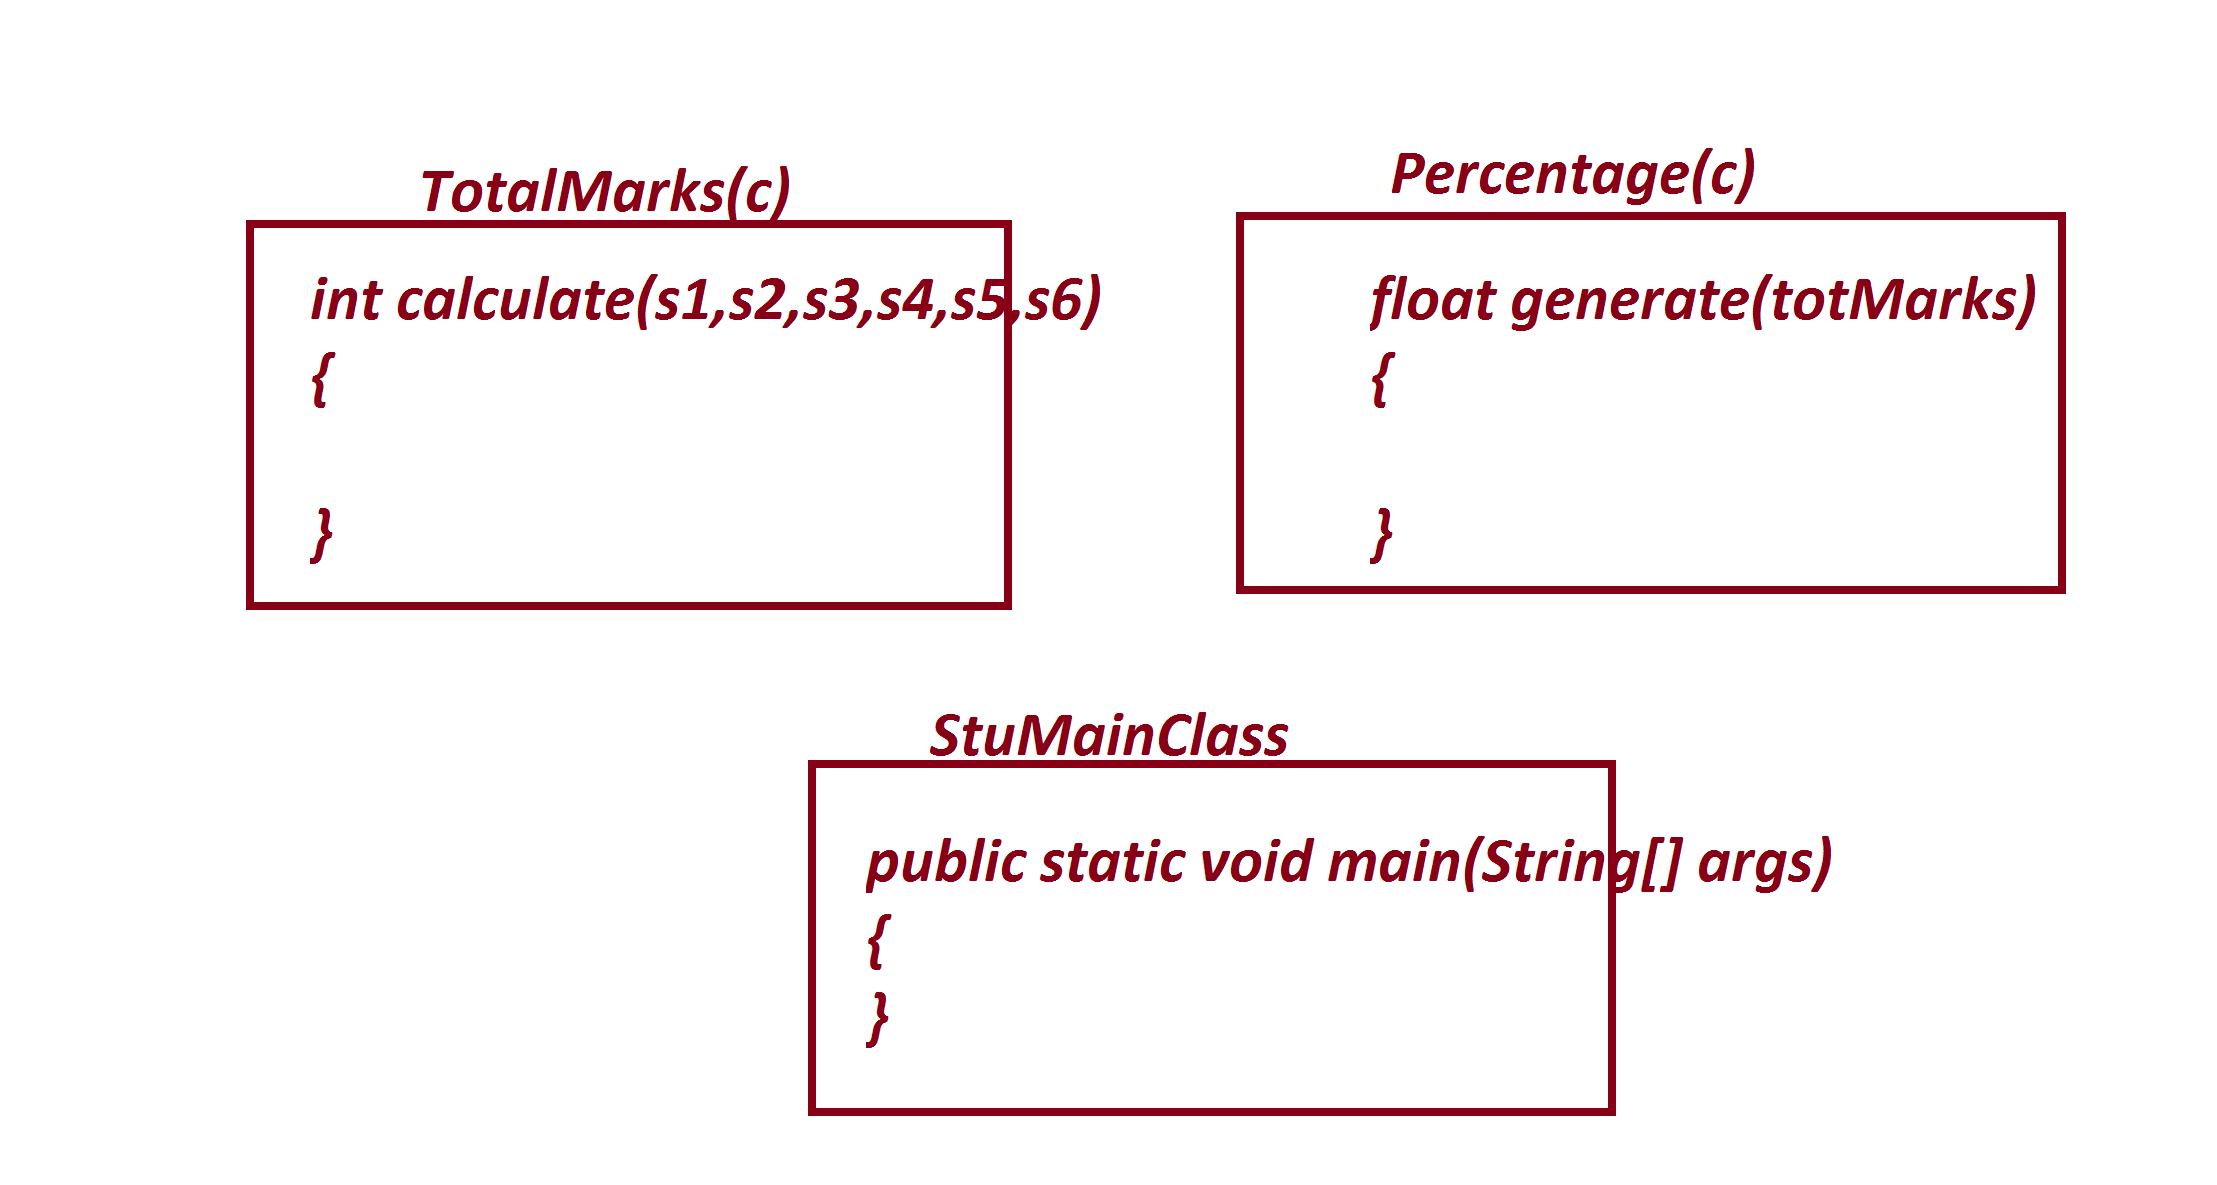 TotalMarks(c)
int calculate(s1,s2,s3,s4,s5,s6)
{
}
Percentage(c)
float generate(totMarks)
{
}
StuMainClass
public static void main(String[] args)
{
}